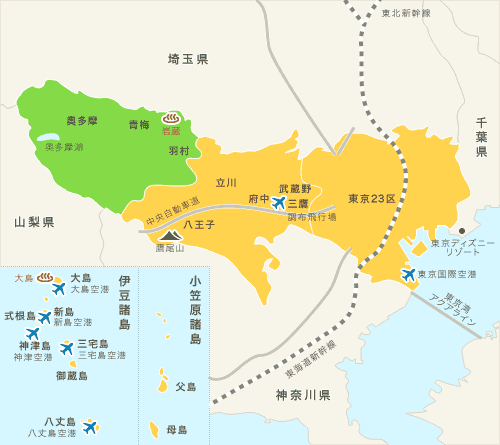 東北新幹線
埼玉県
千葉県
奥多摩
青梅
岩蔵
奥多摩湖
羽村
立川
武蔵野
府中
三鷹
東京23区
中央自動車道
調布飛行場
八王子
高尾山
山梨県
東京ディズニー
リゾート
東京国際空港
東京湾
アクアライン
東海道新幹線
神奈川県
伊豆諸島
小笠原諸島
大島
大島
大島空港
新島
新島空港
式根島
神津島
神津島空港
三宅島
三宅島空港
御蔵島
父島
八丈島
八丈島空港
母島